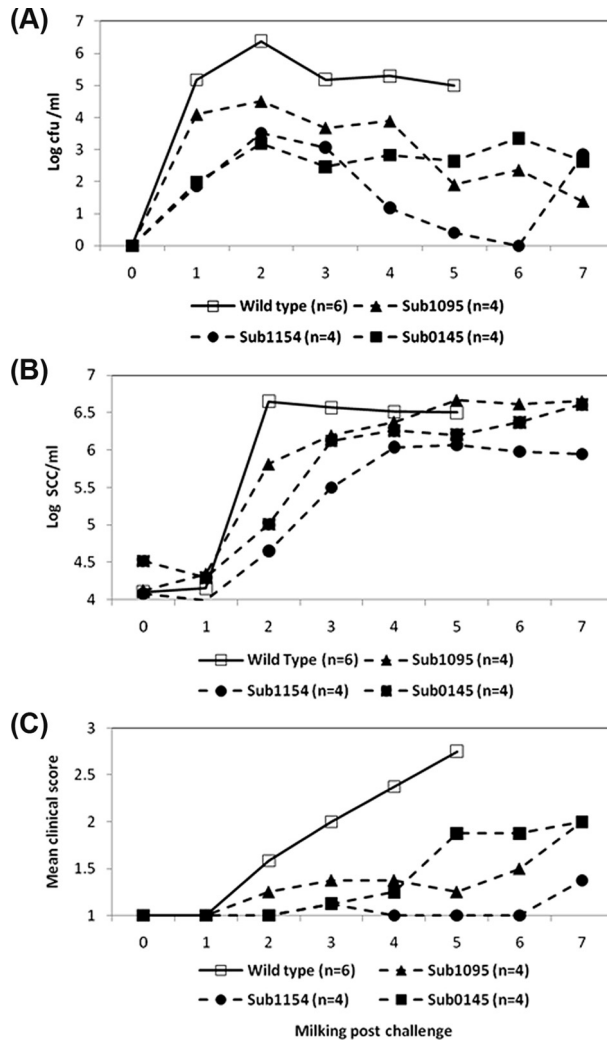 (A)
Log cfu /ml
7
6
5
4
3
2
1
0
0 1 2 3 4 5 6 7
Wild type (n=6) Sub1095 (n=4)
Sub1154 (n=4) Sub0145 (n=4)
(B)
Log SCC/ml
7
6.5
6
5.5
5
4.5
4
0 1 2 3 4 5 6 7
Wild Type (n=6) Sub1095 (n=4)
Sub1154 (n=4) Sub0145 (n=4)
(C)
Mean clinical score
3
2.5
2
1.5
1
0 1 2 3 4 5 6 7
Wild type (n=6) Sub1095 (n=4)
Sub1154 (n=4) Sub0145 (n=4)
Milking post challenge